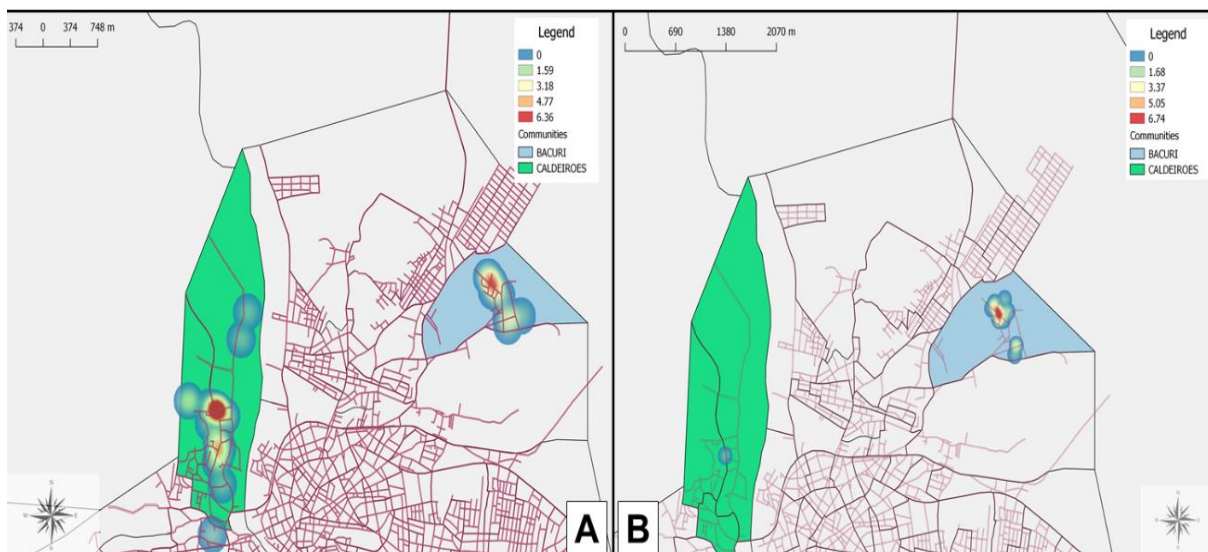 374 0 374 748 m
Legend
0
1.59
3.18
4.77
6.36
Communities
BACURI
CALDEIROES
N
W E
S
A
0 690 1380 2070 m
Legend
0
1.68
3.37
5.05
6.74
Communities
BACURI
CALDEIROES
B